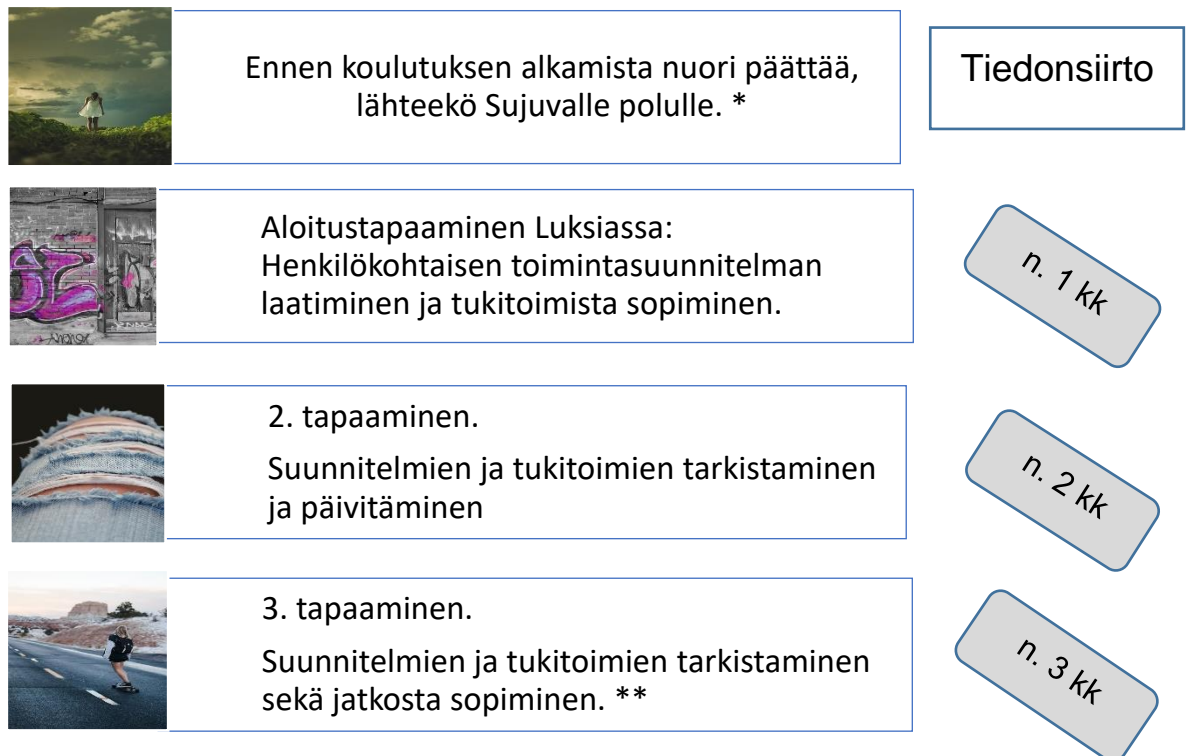 Ennen koulutuksen alkamista nuori päättää,
lähteekö Sujuvalle polulle. *
Tiedonsiirto
Aloitustapaaminen Luksiassa:
Henkilökohtaisen toimintasuunnitelman
laatiminen ja tukitoimista sopiminen.
n. 1 kk
2. tapaaminen.
Suunnitelmien ja tukitoimien tarkistaminen
ja päivitäminen
n. 2 kk
3. tapaaminen.
Suunnitelmien ja tukitoimien tarkistaminen
sekä jatkosta sopiminen. **
n. 3 kk